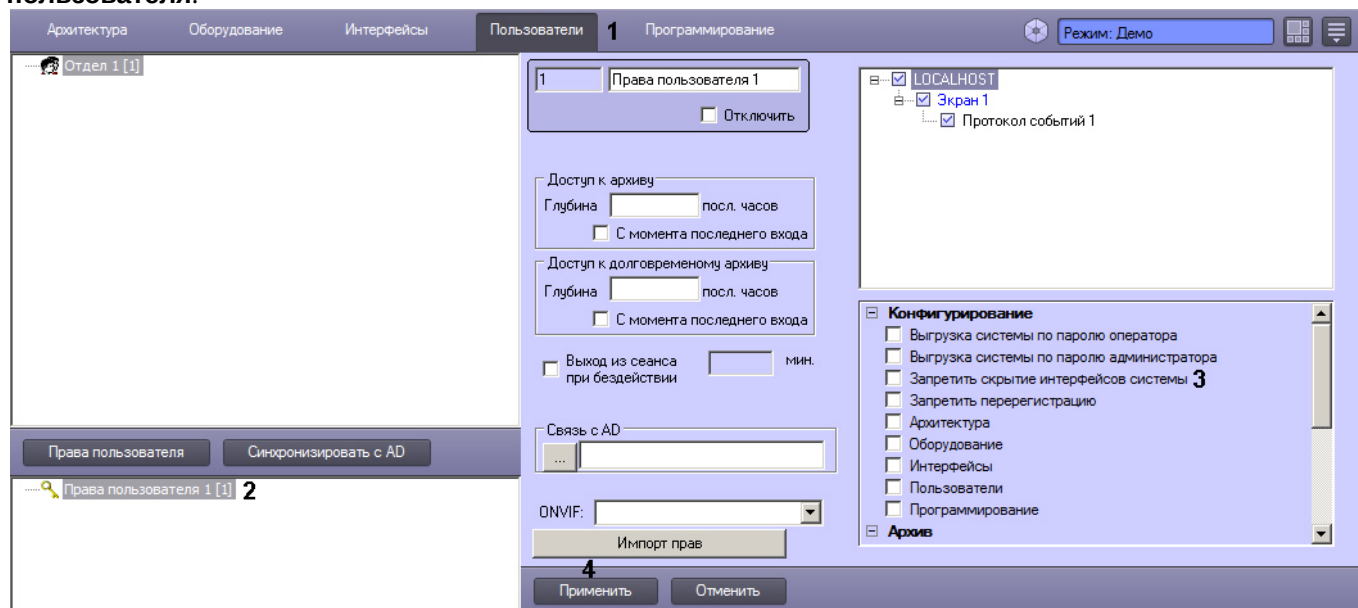 пользователя.
Архитектура Оборудование Интерфейсы Пользователи 1 Программирование Режим: Демо
Отдел 1 [1]
Права пользователя Синхронизировать с AD
Права пользователя 1 [1] 2
1 Права пользователя 1
Отключить
Доступ к архиву
Глубина посл. часов
С момента последнего входа
Доступ к долговременому архиву
Глубина посл. часов
С момента последнего входа
Выход из сеанса мин.
при бездействии
Связь с AD
...
ONVIF:
Импорт прав
4
Применить Отменить
LOCALHOST
Экран 1
Протокол событий 1
Конфигурирование
Выгрузка системы по паролю оператора
Выгрузка системы по паролю администратора
Запретить скрытие интерфейсов системы 3
Запретить перерегистрацию
Архитектура
Оборудование
Интерфейсы
Пользователи
Программирование
Архив